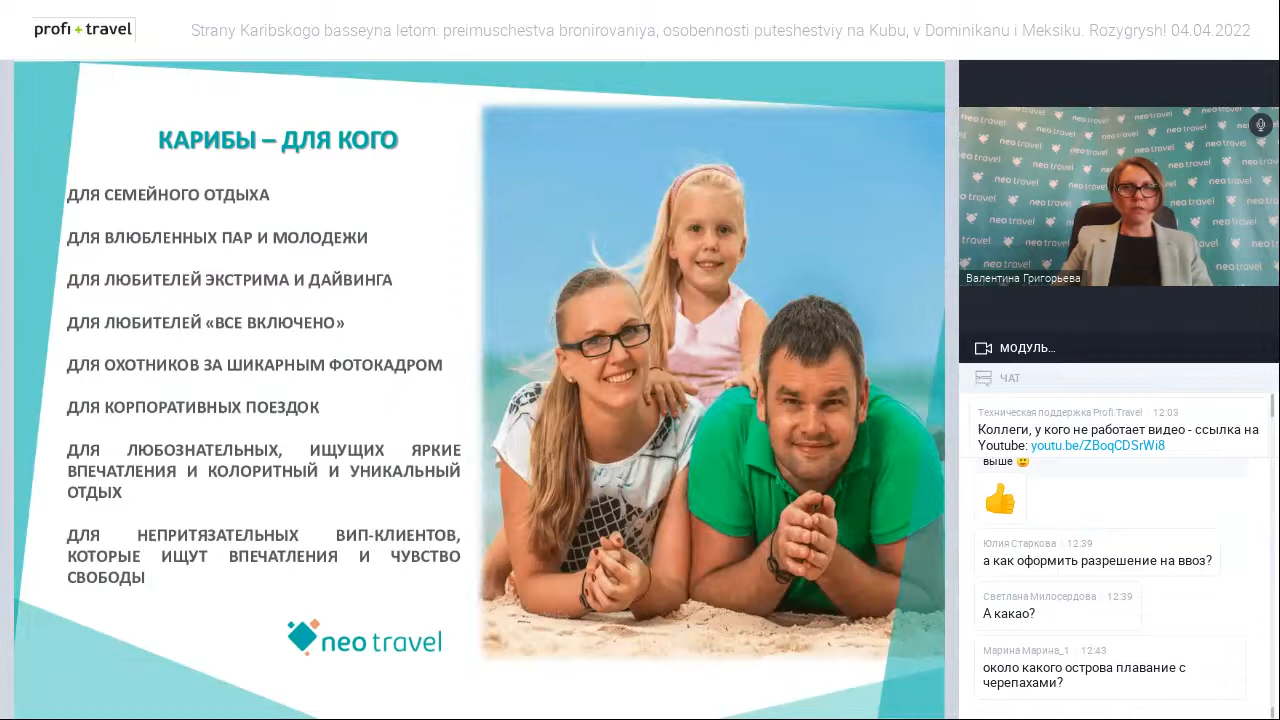 profi + travel
Strany Karibskogo basseyna letom: preimuschestva bronirovaniya, osobennosti puteshestviy na Kubu, v Dominikanu i Meksiku. Rozygrysh! 04.04.2022
КАРИБЫ – ДЛЯ КОГО
ДЛЯ СЕМЕЙНОГО ОТДЫХА
ДЛЯ ВЛЮБЛЕННЫХ ПАР И МОЛОДЕЖИ
ДЛЯ ЛЮБИТЕЛЕЙ ЭКСТРИМА И ДАЙВИНГА
ДЛЯ ЛЮБИТЕЛЕЙ «ВСЕ ВКЛЮЧЕНО»
ДЛЯ ОХОТНИКОВ ЗА ШИКАРНЫМ ФОТОКАДРОМ
ДЛЯ КОРПОРАТИВНЫХ ПОЕЗДОК
ДЛЯ ЛЮБОЗНАТЕЛЬНЫХ, ИЩУЩИХ ЯРКИЕ
ВПЕЧАТЛЕНИЯ И КОЛОРИТНЫЙ И УНИКАЛЬНЫЙ
ОТДЫХ
ДЛЯ НЕПРИТЯЗАТЕЛЬНЫХ ВИП-КЛИЕНТОВ,
КОТОРЫЕ ИЩУТ ВПЕЧАТЛЕНИЯ И ЧУВСТВО
СВОБОДЫ
neo travel
Валентина Григорьева
МОДУЛЬ...
ЧАТ
Техническая поддержка Profi.Travel · 12:03
Коллеги, у кого не работает видео - ссылка на
Youtube: youtu.be/ZBoqCDSrWi8
выше
Юлия Старкова · 12:39
а как оформить разрешение на ввоз?
Светлана Милосердова · 12:39
А какао?
Марина Марина_1 · 12:43
около какого острова плавание с
черепахами?